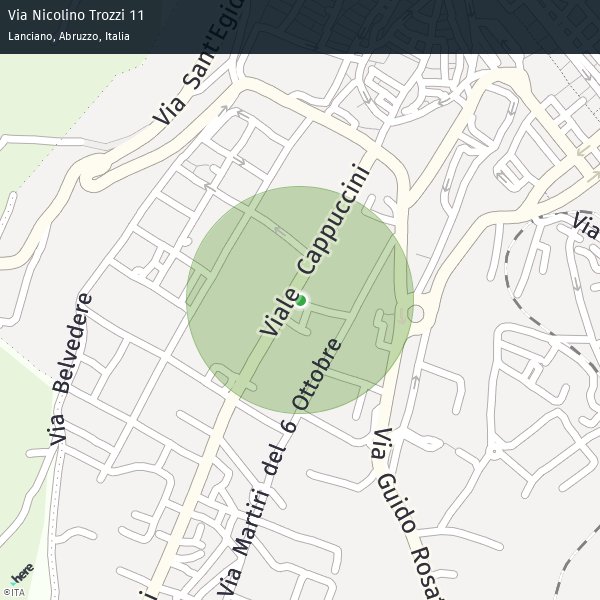 Via Nicolino Trozzi 11
Lanciano, Abruzzo, Italia
Via Sant'Egid
Viale Cappuccini
Via
Via Belvedere
Via Martiri del 6 Ottobre
Via Guido Rosat
i
here
©ITA